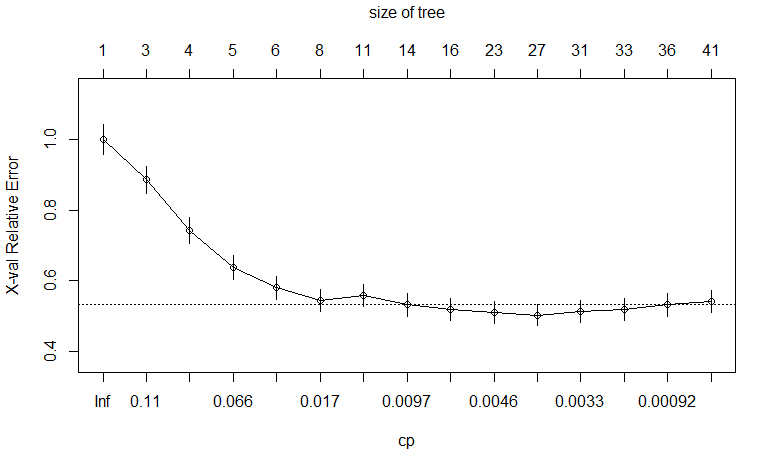 size of tree
1 3 4 5 6 8 11 14 16 23 27 31 33 36 41
X-val Relative Error
1.0
0.8
0.6
0.4
Inf 0.11 0.066 0.017 0.0097 0.0046 0.0033 0.00092
cp